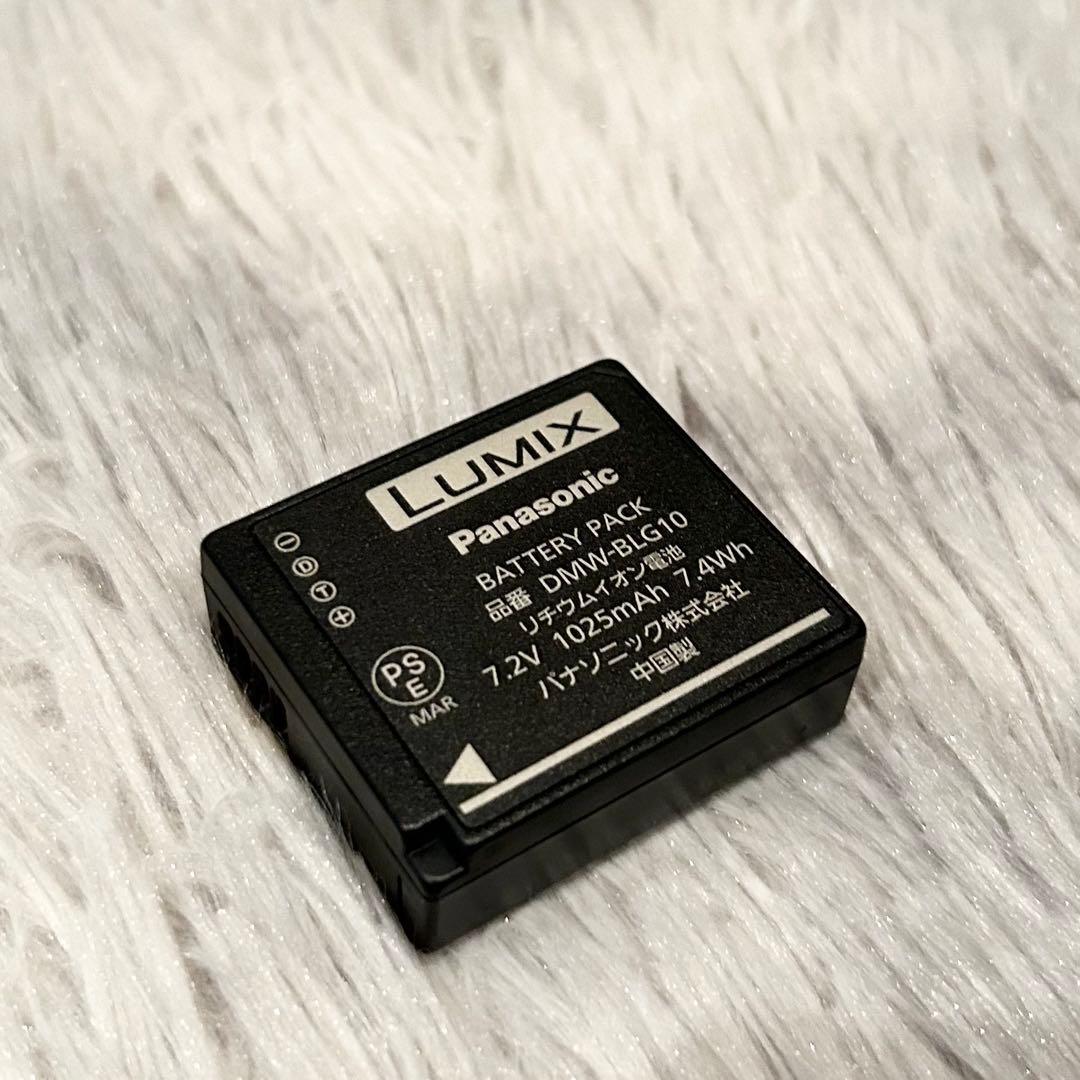 LUMIX
Panasonic
BATTERY PACK
品番 DMW-BLG10
リチウムイオン電池
7.2V 1025mAh 7.4Wh
パナソニック株式会社
中国製
−
D
T
+
PS
E
MAR